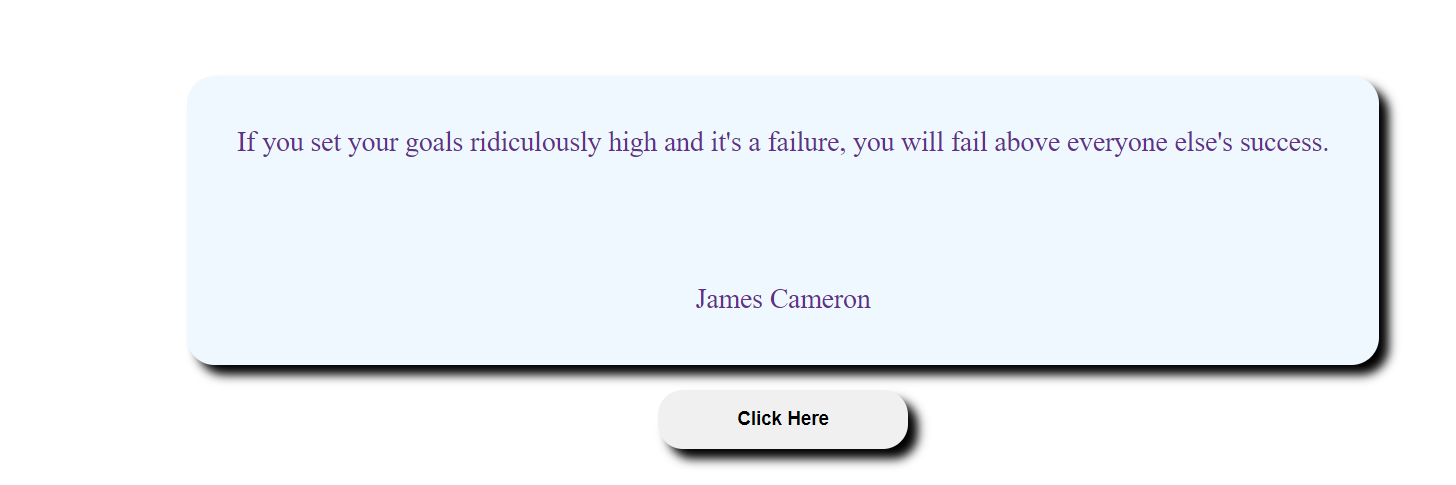 If you set your goals ridiculously high and it's a failure, you will fail above everyone else's success.
James Cameron
Click Here